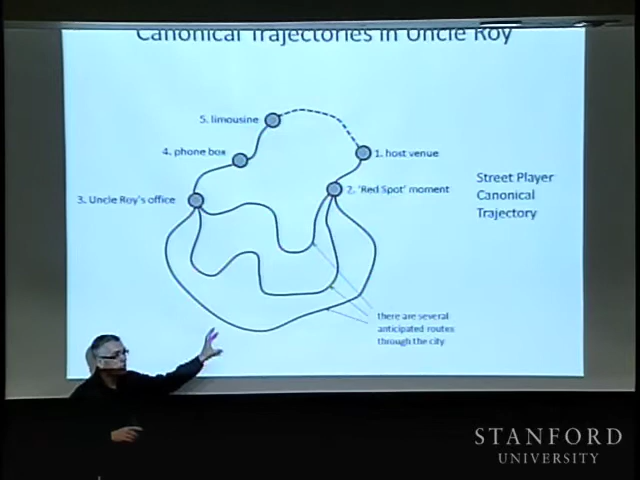 Canonical Trajectories in Uncle Roy
5. limousine
4. phone box
1. host venue
2. 'Red Spot' moment
3. Uncle Roy's office
Street Player
Canonical
Trajectory
there are several
anticipated routes
through the city
STANFORD
UNIVERSITY